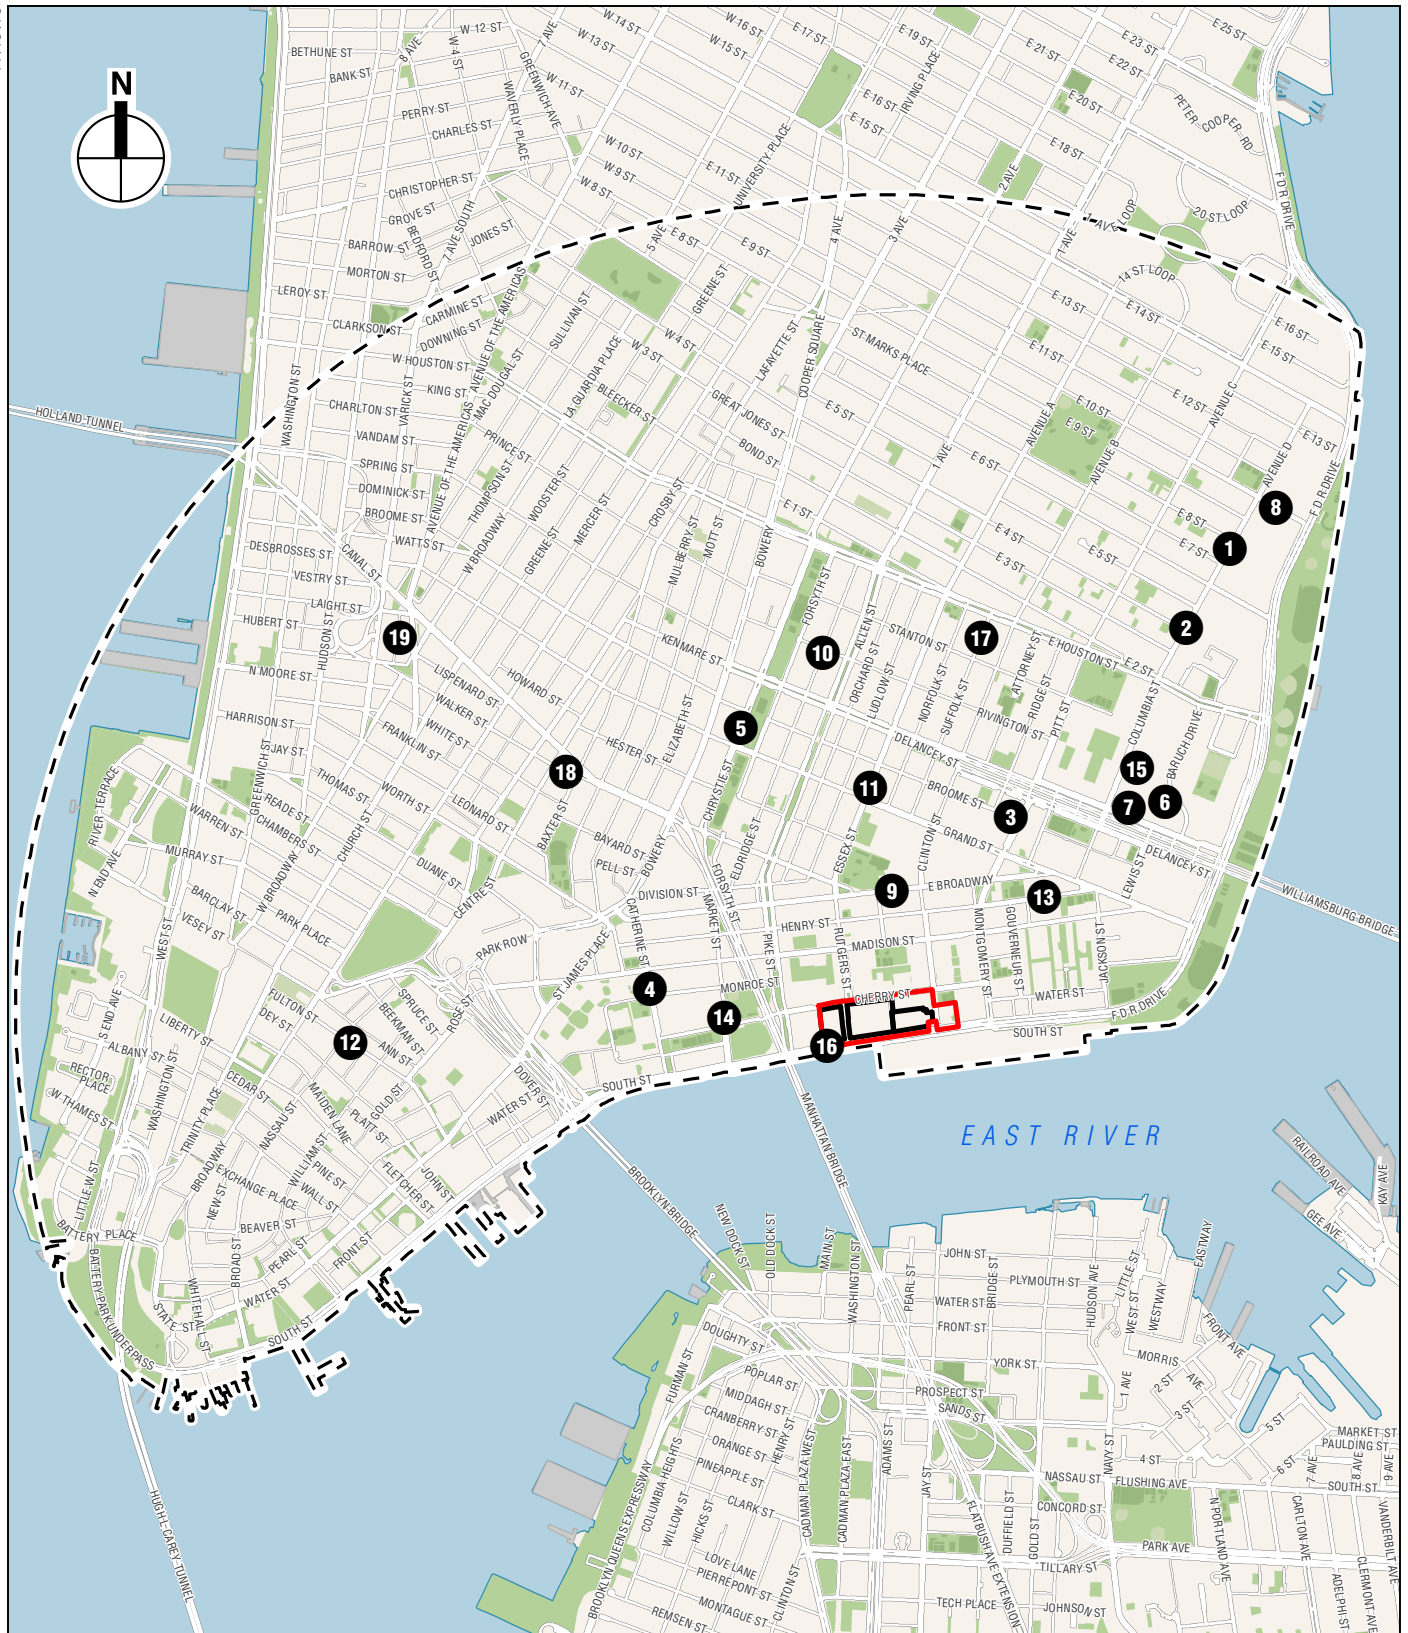 N
W 12 ST
W 14 ST
W 13 ST
W 16 ST
W 15 ST
E 17 ST
E 19 ST
E 21 ST
E 23 ST
E 22 ST
E 25 ST
BETHUNE ST
8 AVE
W 4 ST
7 AVE
BANK ST
GREENWICH AVE
WAVERLY PLACE
W 11 ST
IRVING PLACE
E 16 ST
E 15 ST
E 20 ST
PETER COOPER RD
PERRY ST
CHARLES ST
W 10 ST
W 9 ST
W 8 ST
E 11 ST
UNIVERSITY PLACE
E 18 ST
2 AVE
F D R DRIVE
CHRISTOPHER ST
GROVE ST
BEDFORD ST
7 AVE SOUTH
JONES ST
BARROW ST
MORTON ST
LEROY ST
5 AVE
E 8 ST
E 9 ST
4 AVE
3 AVE
1 AVE
1 AVE LOOP
20 ST LOOP
14 ST LOOP
CLARKSON ST
CARMINE ST
DOWNING ST
W HOUSTON ST
AVENUE OF THE AMERICAS
SULLIVAN ST
GREENE ST
W 4 ST
W 3 ST
LAFAYETTE ST
COOPER SQUARE
ST MARKS PLACE
E 13 ST
E 14 ST
E 16 ST
E 15 ST
E 11 ST
E 12 ST
AVENUE C
WASHINGTON ST
VARICK ST
KING ST
CHARLTON ST
MAC DOUGAL ST
LA GUARDIA PLACE
BLEECKER ST
GREAT JONES ST
BOND ST
E 5 ST
E 10 ST
E 9 ST
AVENUE A
AVENUE B
AVENUE D
E 13 ST
HOLLAND TUNNEL
VANDAM ST
SPRING ST
DOMINICK ST
BROOME ST
WATTS ST
AVENUE OF THE AMERICAS
PRINCE ST
THOMPSON ST
W BROADWAY
WOOSTER ST
GREENE ST
MERCER ST
CROSBY ST
MULBERRY ST
MOTT ST
BOWERY
E 1 ST
1 AVE
E 6 ST
E 4 ST
E 3 ST
E 5 ST
E 8 ST
E 7 ST
F D R DRIVE
8
1
DESBROSSES ST
CANAL ST
VESTRY ST
LAIGHT ST
HUBERT ST
HUDSON ST
19
N MOORE ST
LISPENARD ST
WALKER ST
HOWARD ST
KENMARE ST
FORSYTH ST
10
ALLEN ST
ORCHARD ST
LUDLOW ST
STANTON ST
17
ATTORNEY ST
RIDGE ST
E HOUSTON ST
E 2 ST
2
NORFOLK ST
SUFFOLK ST
RIVINGTON ST
PITT ST
COLUMBIA ST
BARUCH DRIVE
HARRISON ST
JAY ST
GREENWICH ST
FRANKLIN ST
WHITE ST
HESTER ST
ELIZABETH ST
5
DELANCEY ST
BROOME ST
15
7
6
3
18
11
CHRYSTIE ST
RIVER TERRACE
READE ST
CHAMBERS ST
THOMAS ST
WORTH ST
LEONARD ST
CHURCH ST
WARREN ST
MURRAY ST
W BROADWAY
DUANE ST
CENTRE ST
BAXTER ST
BAYARD ST
PELL ST
BOWERY
FORSYTH ST
ELDRIDGE ST
ESSEX ST
CLINTON ST
GRAND ST
LEWIS ST
DELANCEY ST
WILLIAMSBURG BRIDGE
N END AVE
BARCLAY ST
VESEY ST
PARK PLACE
WEST ST
PARK ROW
DIVISION ST
CATHERINE ST
MARKET ST
HENRY ST
9
E BROADWAY
13
MADISON ST
PIKE ST
RUTGERS ST
MONTGOMERY ST
GOUVERNEUR ST
JACKSON ST
ST JAMES PLACE
4
MONROE ST
14
CHERRY ST
WATER ST
F D R DRIVE
SOUTH ST
16
S END AVE
ALBANY ST
RECTOR PLACE
W THAMES ST
LIBERTY ST
FULTON ST
DEY ST
12
SPRUCE ST
BEEKMAN ST
ANN ST
ROSE ST
CEDAR ST
WASHINGTON ST
TRINITY PLACE
NASSAU ST
MAIDEN LANE
PLATT ST
GOLD ST
DOVER ST
WATER ST
SOUTH ST
MANHATTAN BRIDGE
EAST RIVER
BROOKLYN BRIDGE
LITTLE W ST
BROADWAY
NEW ST
EXCHANGE PLACE
WILLIAM ST
PINE ST
WALL ST
FLETCHER ST
JOHN ST
BATTERY PLACE
BATTERY PARK UNDERPASS
BEAVER ST
BROAD ST
PEARL ST
FRONT ST
WATER ST
WHITEHALL ST
STATE ST
SOUTH ST
HUGH L CAREY TUNNEL
RAILROAD AVE
KAY AVE
GEE AVE
NEW DOCK ST
OLD DOCK ST
MAIN ST
WASHINGTON ST
PEARL ST
JOHN ST
BRIDGE ST
PLYMOUTH ST
WATER ST
FRONT ST
HUDSON AVE
LITTLE ST
WEST ST
WESTWAY
EASTWAY
FRONT AVE
DOUGHTY ST
FURMAN ST
POPLAR ST
MIDDAGH ST
CRANBERRY ST
ORANGE ST
PINEAPPLE ST
CLARK ST
HENRY ST
YORK ST
PROSPECT ST
SANDS ST
MORRIS AVE
1 AVE
2 ST
3 ST
4 ST
5 ST
6 ST
MARKET ST
PAULDING ST
7 AVE
8 AVE
9 AVE
SOUTH ST
BROOKLYN QUEENS EXPRESSWAY
COLUMBIA HEIGHTS
WILLOW ST
HICKS ST
LOVE LANE
PIERREPONT ST
MONTAGUE ST
REMSEN ST
CLINTON ST
CADMAN PLAZA WEST
CADMAN PLAZA EAST
ADAMS ST
JAY ST
FLATBUSH AVE EXTENSION
DUFFIELD ST
GOLD ST
NASSAU ST
CONCORD ST
NAVY ST
FLUSHING AVE
PARK AVE
TILLARY ST
TECH PLACE
JOHNSON ST
N PORTLAND AVE
CARLTON AVE
ADELPHI ST
CLERMONT AVE
VANDERBILT AVE